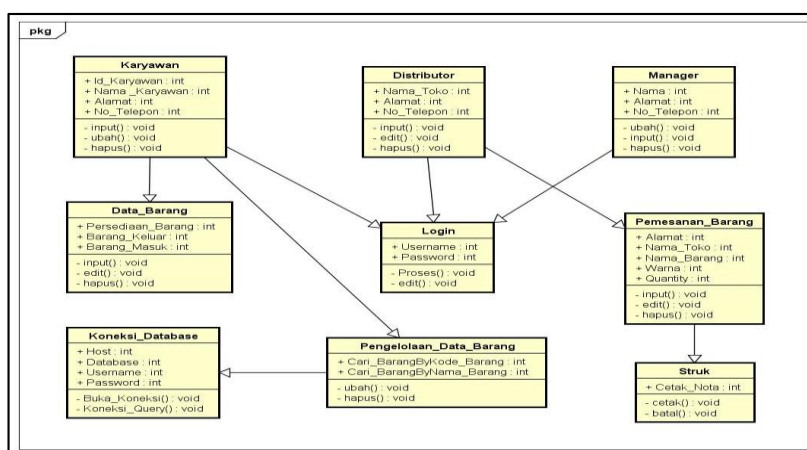 pkg
Karyawan
+ Id_Karyawan : int
+ Nama _Karyawan : int
+ Alamat : int
+ No_Telepon : int
- input() : void
- ubah() : void
- hapus() : void
Distributor
+ Nama_Toko : int
+ Alamat : int
+ No_Telepon : int
- input() : void
- edit() : void
- hapus() : void
Manager
+ Nama : int
+ Alamat : int
+ No_Telepon : int
- ubah() : void
- input() : void
- hapus() : void
Data_Barang
+ Persediaan_Barang : int
+ Barang_Keluar : int
+ Barang_Masuk : int
- input() : void
- edit() : void
- hapus() : void
Login
+ Username : int
+ Password : int
- Proses() : void
- edit() : void
Pemesanan_Barang
+ Alamat : int
+ Nama_Toko : int
+ Nama_Barang : int
+ Warna : int
+ Quantity : int
- input() : void
- edit() : void
- hapus() : void
Koneksi_Database
+ Host : int
+ Database : int
+ Username : int
+ Password : int
- Buka_Koneksi() : void
- Koneksi_Query() : void
Pengelolaan_Data_Barang
+ Cari_BarangByKode_Barang : int
+ Cari_BarangByNama_Barang : int
- ubah() : void
- hapus() : void
Struk
+ Cetak_Nota : int
- cetak() : void
- batal() : void